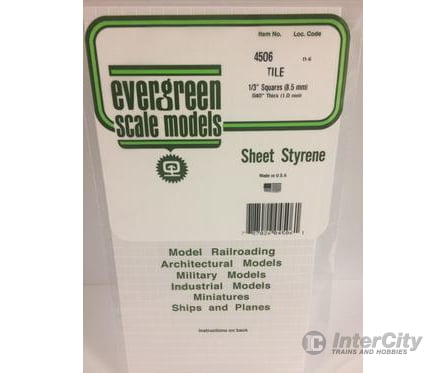 Item No. Loc. Code
4506
TILE
1/3" Squares (8.5 mm)
.040" Thick (1.0 mm)
evergreen
scale models
Sheet Styrene
Made in U.S.A.
Model Railroading
Architectural Models
Military Models
Industrial Models
Miniatures
Ships and Planes
Instructions on back
InterCity
TRAINS AND HOBBIES